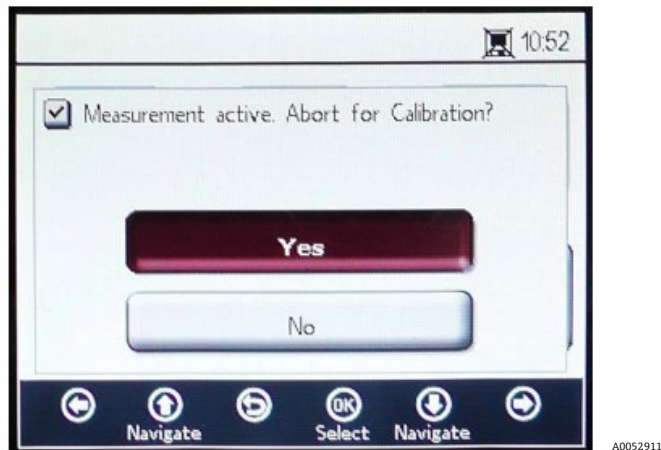 10:52
Measurement active. Abort for Calibration?
Yes
No
OK
Navigate Select Navigate
A0052911